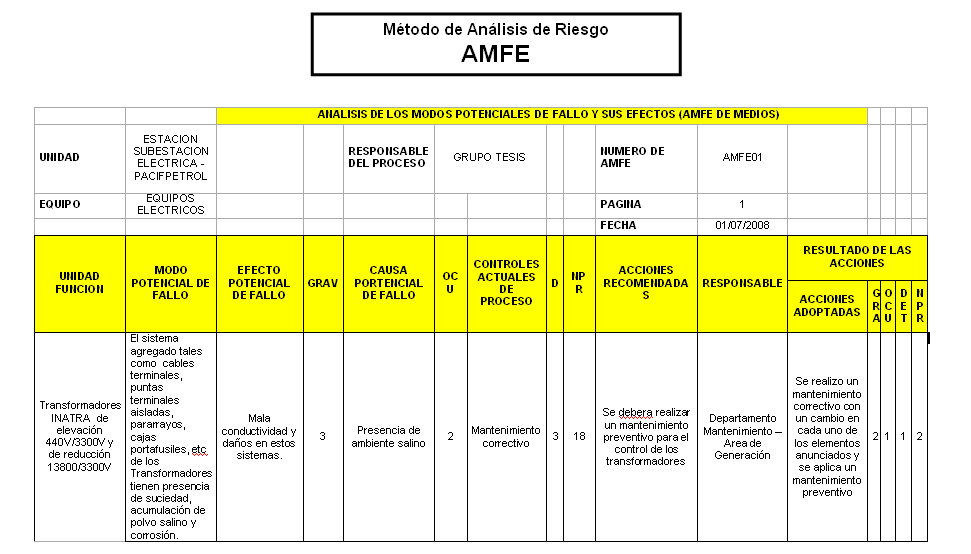 Método de Análisis de Riesgo
AMFE
ANALISIS DE LOS MODOS POTENCIALES DE FALLO Y SUS EFECTOS (AMFE DE MEDIOS)
UNIDAD
ESTACION
SUBESTACION
ELECTRICA -
PACIFPETROL
RESPONSABLE
DEL PROCESO
GRUPO TESIS
NUMERO DE
AMFE
AMFE01
EQUIPO
EQUIPOS
ELECTRICOS
PAGINA
1
FECHA
01/07/2008
UNIDAD
FUNCION
MODO
POTENCIAL DE
FALLO
EFECTO
POTENCIAL
DE FALLO
GRAV
CAUSA
PORTENCIAL
DE FALLO
OC
U
CONTROLES
ACTUALES
DE
PROCESO
D
NP
R
ACCIONES
RECOMENDADA
S
RESPONSABLE
RESULTADO DE LAS
ACCIONES
ACCIONES
ADOPTADAS
G
R
A
O
C
U
D
E
T
N
P
R
Transformadores
INATRA de
elevación
440V/3300V y
de reducción
13800/3300V
El sistema
agregado tales
como cables
terminales,
puntas
terminales
aisladas,
pararrayos,
cajas
portafusiles, etc
de los
Transformadores
tienen presencia
de suciedad,
acumulación de
polvo salino y
corrosión.
Mala
conductividad y
daños en estos
sistemas.
3
Presencia de
ambiente salino
2
Mantenimiento
correctivo
3
18
Se debera realizar
un mantenimiento
preventivo para el
control de los
transformadores
Departamento
Mantenimiento –
Area de
Generación
Se realizo un
mantenimiento
correctivo con
un cambio en
cada uno de
los elementos
anunciados y
se aplica un
mantenimiento
preventivo
2
1
1
2